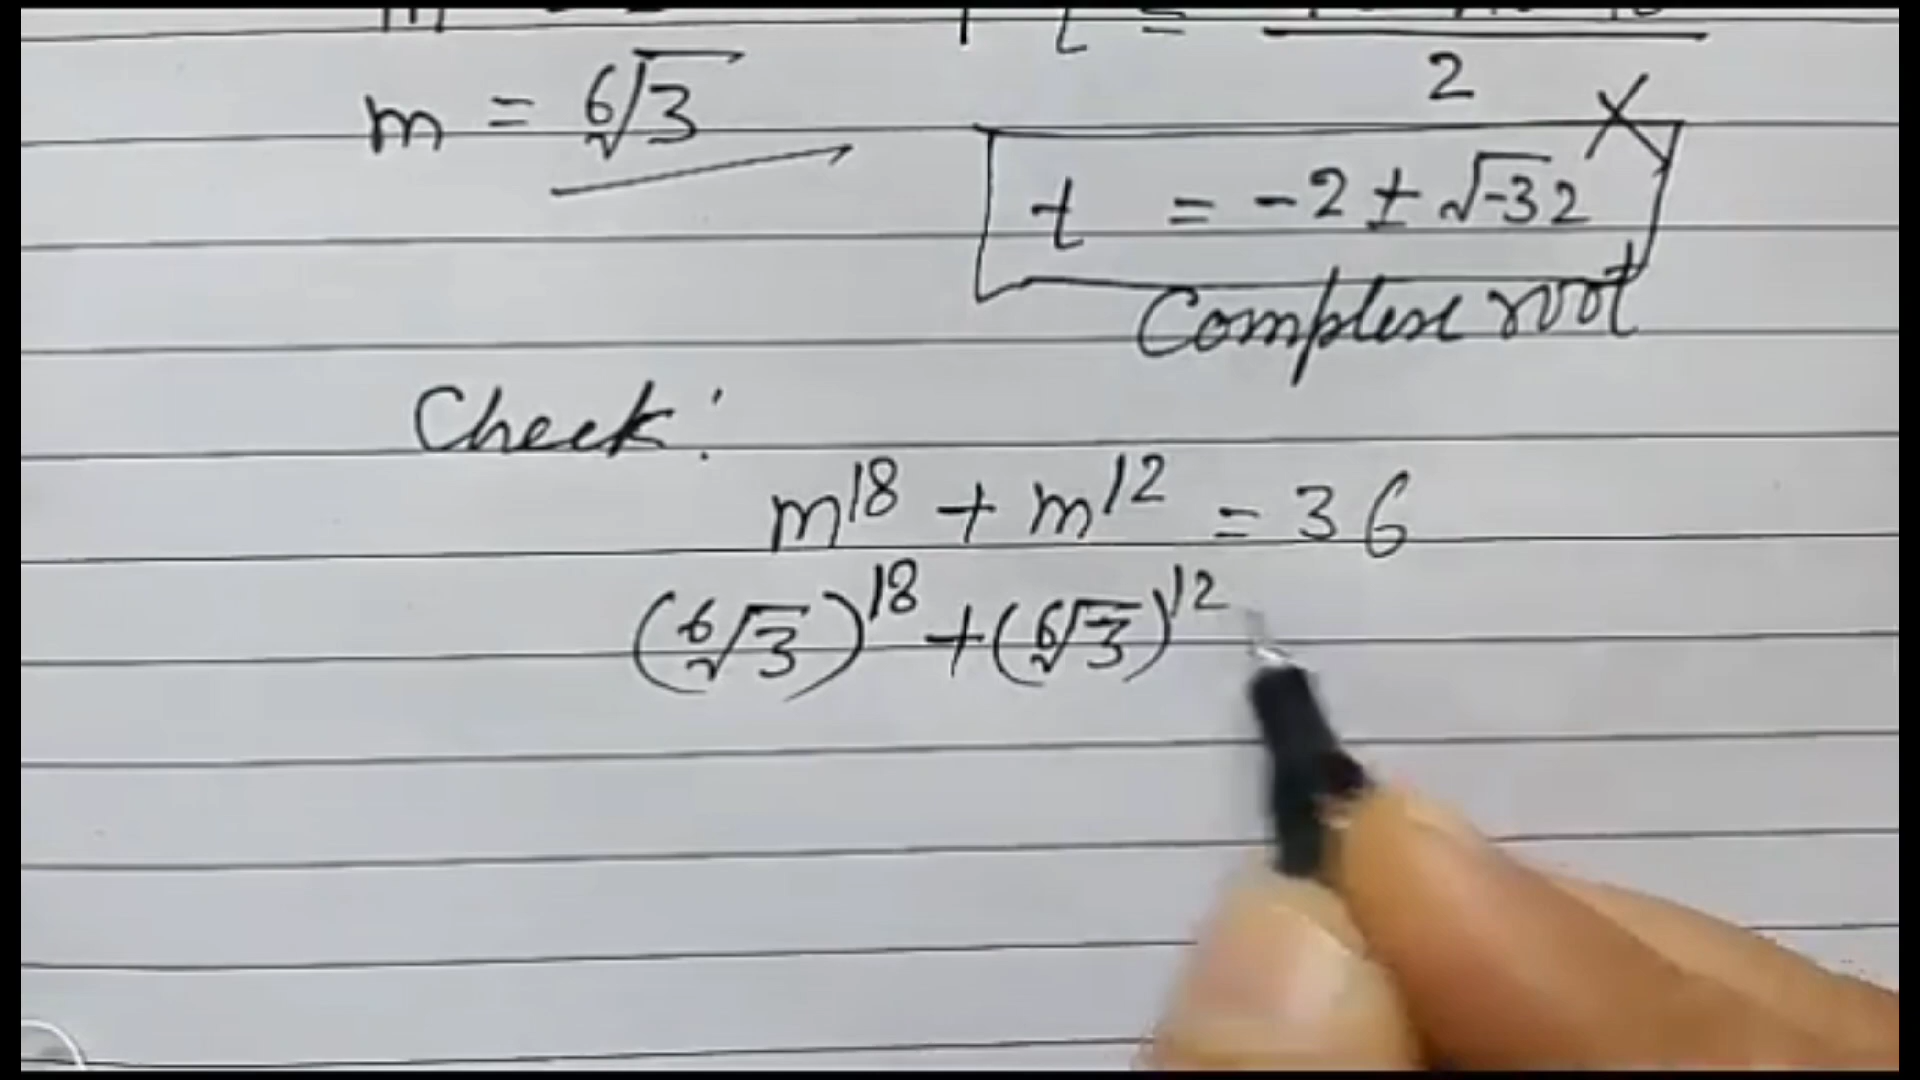 m = ⁶√3
2
t = -2 ± √-32 X
Complex root
Check :
m¹⁸ + m¹² = 36
(⁶√3)¹⁸ + (⁶√3)¹²